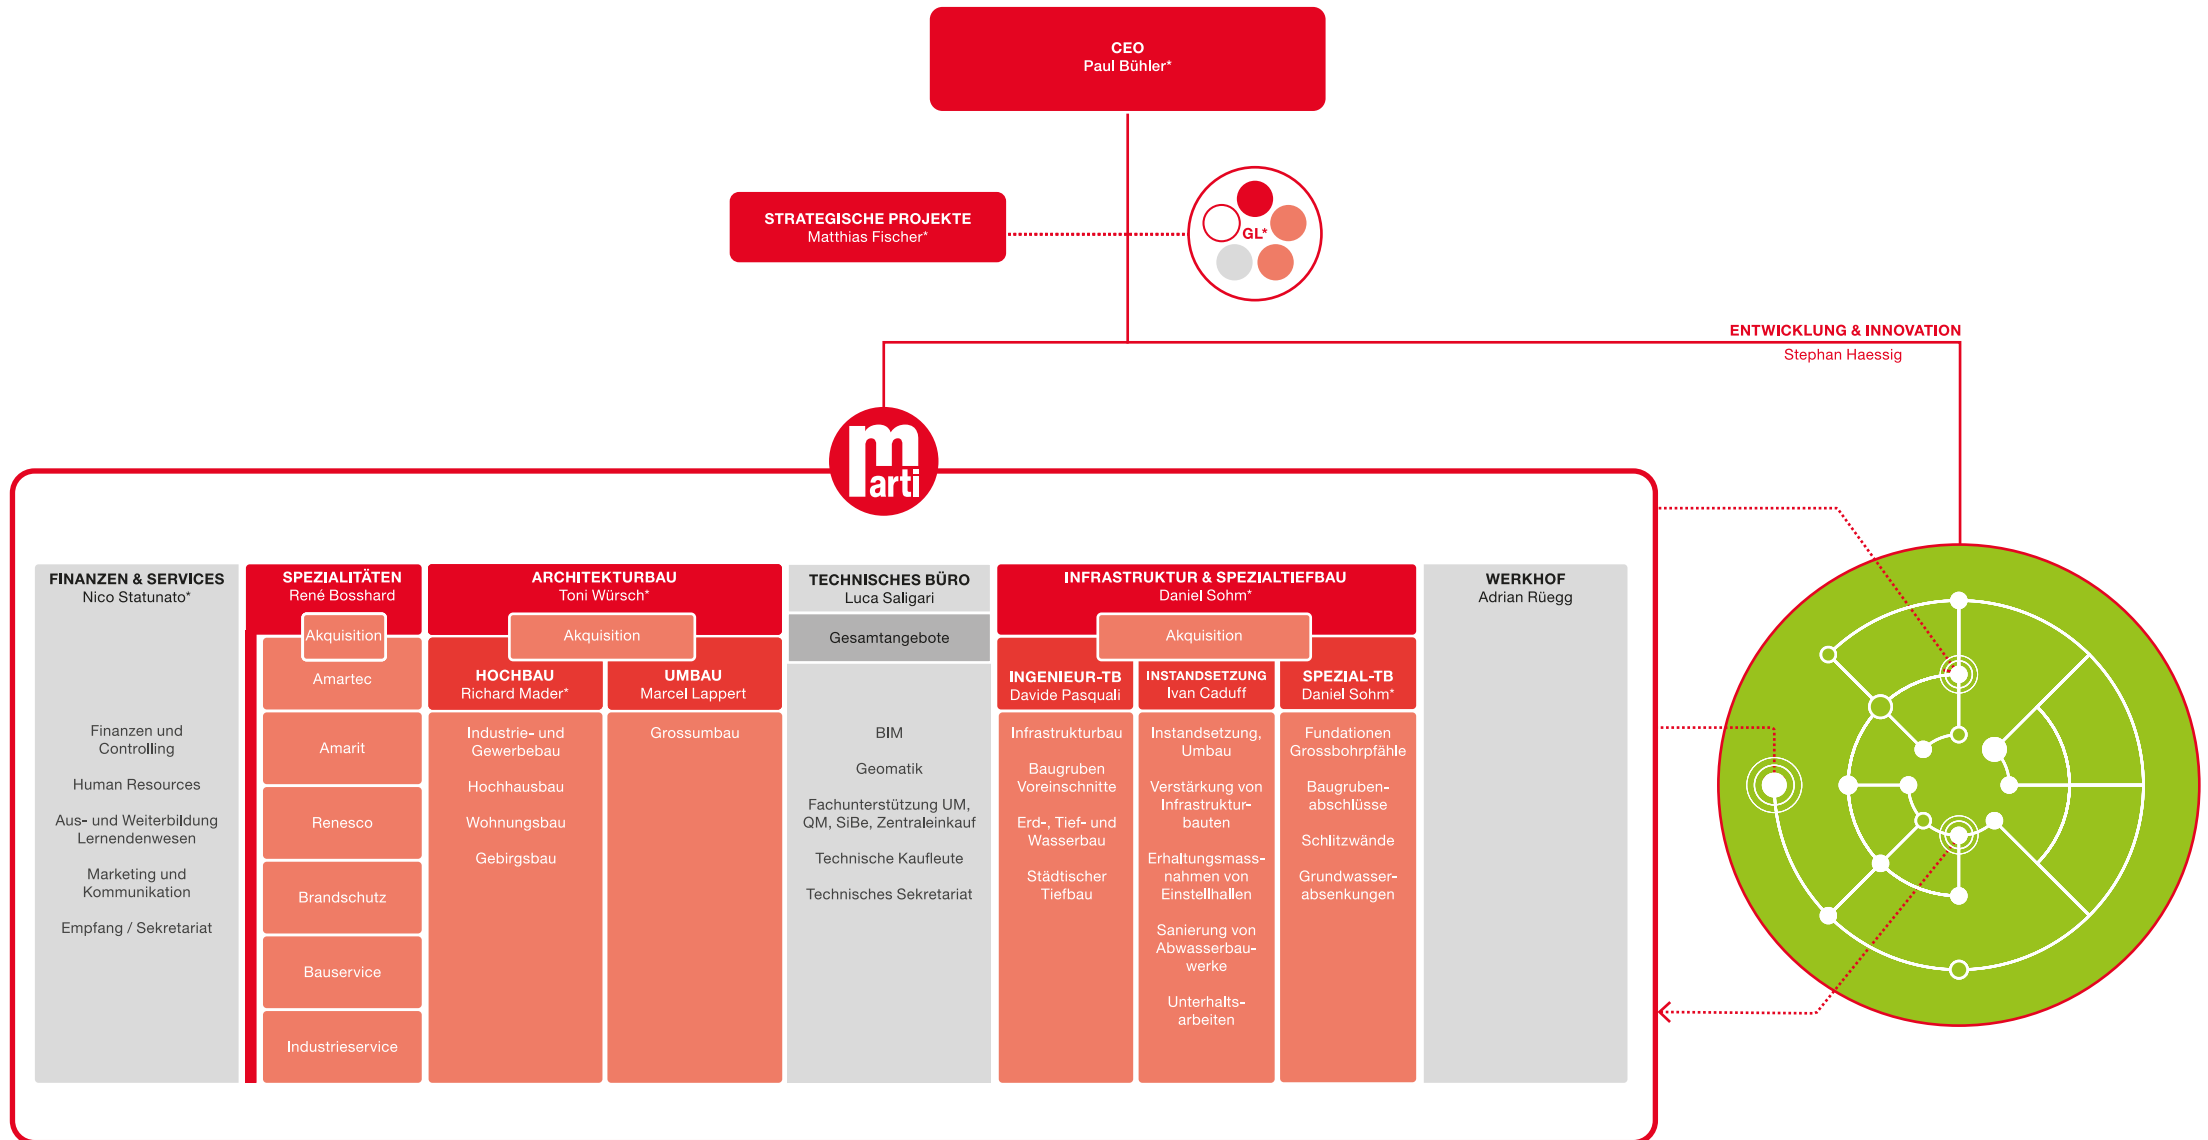 CEO
Paul Bühler*
STRATEGISCHE PROJEKTE
Matthias Fischer*
GL*
ENTWICKLUNG & INNOVATION
Stephan Haessig
marti
FINANZEN & SERVICES
Nico Statunato*
Finanzen und
Controlling
Human Resources
Aus- und Weiterbildung
Lernendenwesen
Marketing und
Kommunikation
Empfang / Sekretariat
SPEZIALITÄTEN
René Bosshard
Akquisition
Amartec
Amarit
Renesco
Brandschutz
Bauservice
Industrieservice
ARCHITEKTURBAU
Toni Würsch*
Akquisition
HOCHBAU
Richard Mader*
Industrie- und
Gewerbebau
Hochhausbau
Wohnungsbau
Gebirgsbau
UMBAU
Marcel Lappert
Grossumbau
TECHNISCHES BÜRO
Luca Saligari
Gesamtangebote
BIM
Geomatik
Fachunterstützung UM,
QM, SiBe, Zentraleinkauf
Technische Kaufleute
Technisches Sekretariat
INFRASTRUKTUR & SPEZIALTIEFBAU
Daniel Sohm*
Akquisition
INGENIEUR-TB
Davide Pasquali
Infrastrukturbau
Baugruben
Voreinschnitte
Erd-, Tief- und
Wasserbau
Städtischer
Tiefbau
INSTANDSETZUNG
Ivan Caduff
Instandsetzung,
Umbau
Verstärkung von
Infrastruktur-
bauten
Erhaltungsmass-
nahmen von
Einstellhallen
Sanierung von
Abwasserbau-
werke
Unterhalts-
arbeiten
SPEZIAL-TB
Daniel Sohm*
Fundationen
Grossbohrpfähle
Baugruben-
abschlüsse
Schlitzwände
Grundwasser-
absenkungen
WERKHOF
Adrian Rüegg